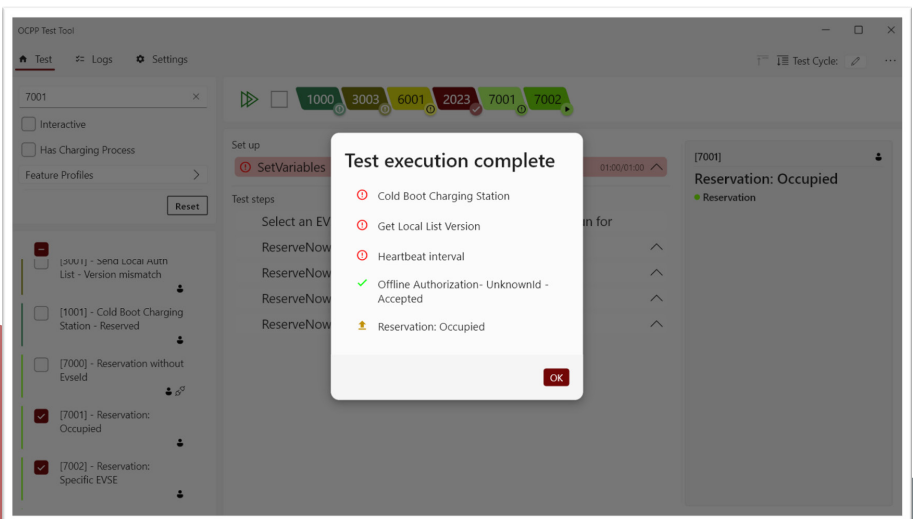 OCPP Test Tool
Test
Logs
Settings
Test Cycle:
7001
Interactive
Has Charging Process
Feature Profiles
Reset
[3001] - Send Local Auth
List - Version mismatch
[1001] - Cold Boot Charging
Station - Reserved
[7000] - Reservation without
EvseId
[7001] - Reservation:
Occupied
[7002] - Reservation:
Specific EVSE
1000 3003 6001 2023 7001 7002
Set up
SetVariables
01:00/01:00
Test steps
Select an EV
n for
ReserveNow
ReserveNow
ReserveNow
ReserveNow
Test execution complete
Cold Boot Charging Station
Get Local List Version
Heartbeat interval
Offline Authorization- UnknownId -
Accepted
Reservation: Occupied
OK
[7001]
Reservation: Occupied
Reservation